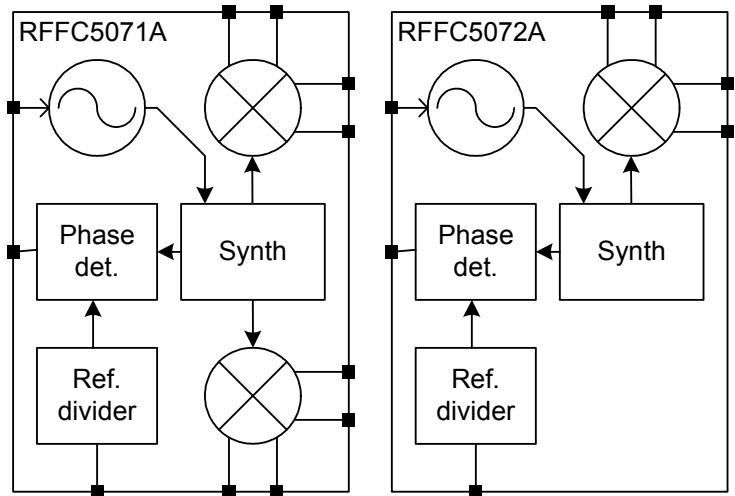 RFFC5071A
Phase
det.
Synth
Ref.
divider
RFFC5072A
Phase
det.
Synth
Ref.
divider